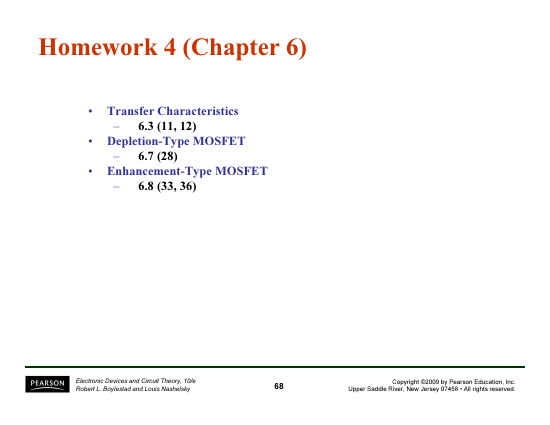 Homework 4 (Chapter 6)
• Transfer Characteristics
– 6.3 (11, 12)
• Depletion-Type MOSFET
– 6.7 (28)
• Enhancement-Type MOSFET
– 6.8 (33, 36)
PEARSON
Electronic Devices and Circuit Theory, 10/e
Robert L. Boylestad and Louis Nashelsky
68
Copyright ©2009 by Pearson Education, Inc.
Upper Saddle River, New Jersey 07458 • All rights reserved.